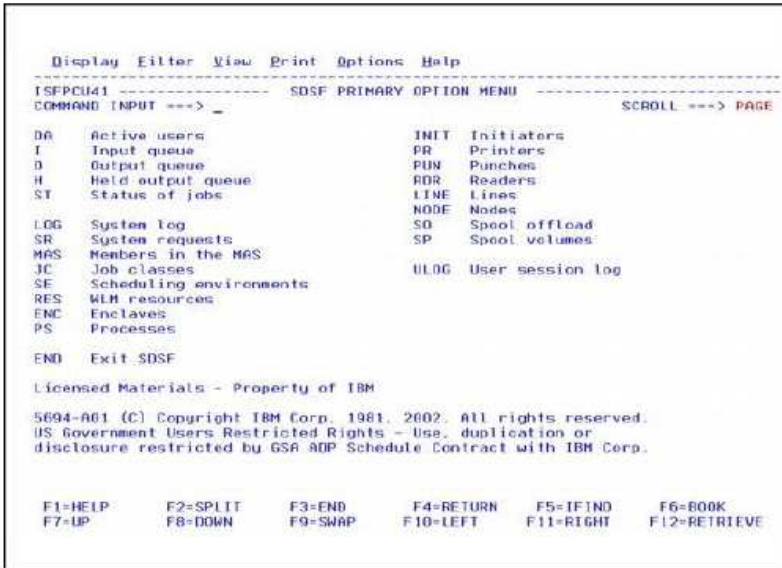 Display Filter View Print Options Help
ISFPCU41 ---------------- SDSF PRIMARY OPTION MENU ----------------
COMMAND INPUT ===> _ SCROLL ===> PAGE
DA Active users INIT Initiators
I Input queue PR Printers
O Output queue PUN Punches
H Held output queue RDR Readers
ST Status of jobs LINE Lines
NODE Nodes
LOG System log SO Spool offload
SR System requests SP Spool volumes
MAS Members in the MAS
JC Job classes ULOG User session log
SE Scheduling environments
RES WLM resources
ENC Enclaves
PS Processes
END Exit SDSF
Licensed Materials - Property of IBM
5694-A01 (C) Copyright IBM Corp. 1981, 2002. All rights reserved.
US Government Users Restricted Rights - Use, duplication or
disclosure restricted by GSA ADP Schedule Contract with IBM Corp.
F1=HELP F2=SPLIT F3=END F4=RETURN F5=IFIND F6=BOOK
F7=UP F8=DOWN F9=SWAP F10=LEFT F11=RIGHT F12=RETRIEVE